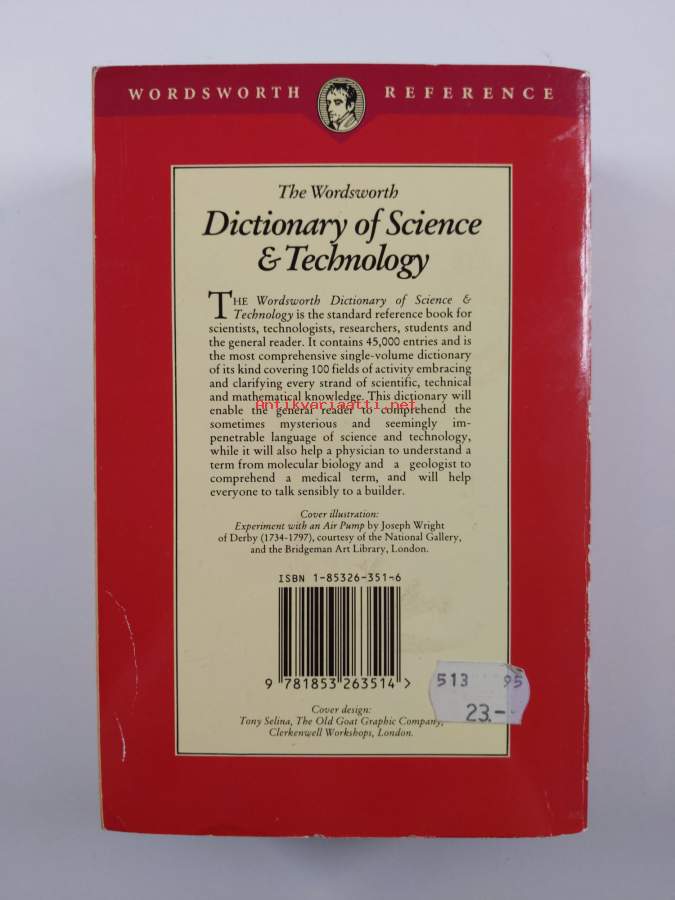 WORDSWORTH REFERENCE
The Wordsworth
Dictionary of Science
& Technology
THE Wordsworth Dictionary of Science &
Technology is the standard reference book for
scientists, technologists, researchers, students and
the general reader. It contains 45,000 entries and is
the most comprehensive single-volume dictionary
of its kind covering 100 fields of activity embracing
and clarifying every strand of scientific, technical
and mathematical knowledge. This dictionary will
Antikvariaatti.net
enable the general reader to comprehend the
sometimes mysterious and seemingly im-
penetrable language of science and technology,
while it will also help a physician to understand a
term from molecular biology and a geologist to
comprehend a medical term, and will help
everyone to talk sensibly to a builder.
Cover illustration:
Experiment with an Air Pump by Joseph Wright
of Derby (1734-1797), courtesy of the National Gallery,
and the Bridgeman Art Library, London.
ISBN 1-85326-351-6
9 781853 263514 >
513 95
23.-
Cover design:
Tony Selina, The Old Goat Graphic Company,
Clerkenwell Workshops, London.